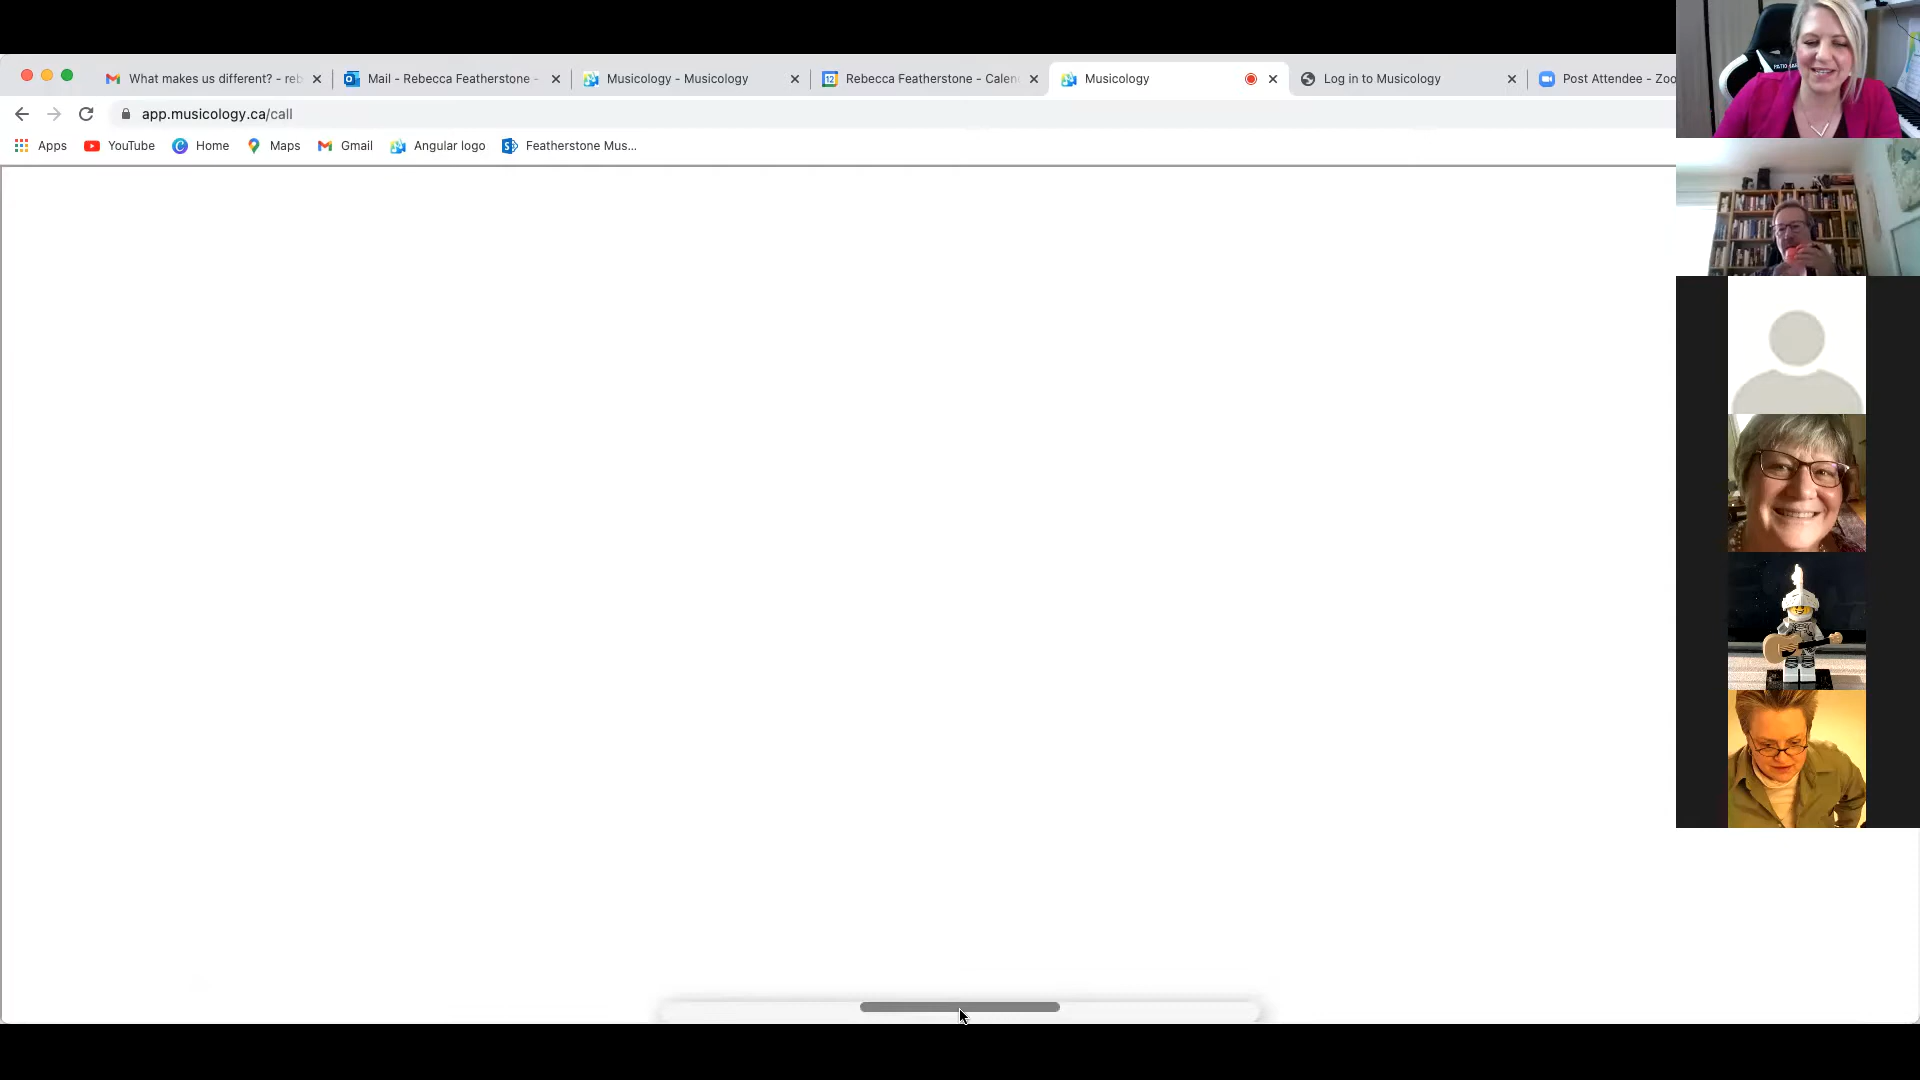 What makes us different? - reb
Mail - Rebecca Featherstone -
Musicology - Musicology
Rebecca Featherstone - Calen
Musicology
Log in to Musicology
Post Attendee - Zoo
app.musicology.ca/call
Apps
YouTube
Home
Maps
Gmail
Angular logo
Featherstone Mus...